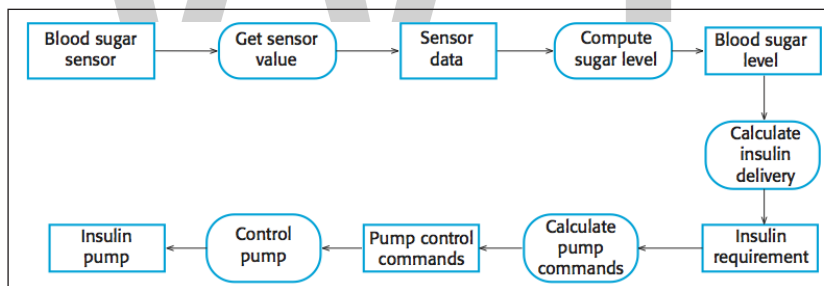 Blood sugar
sensor
Get sensor
value
Sensor
data
Compute
sugar level
Blood sugar
level
Calculate
insulin
delivery
Insulin
requirement
Calculate
pump
commands
Pump control
commands
Control
pump
Insulin
pump